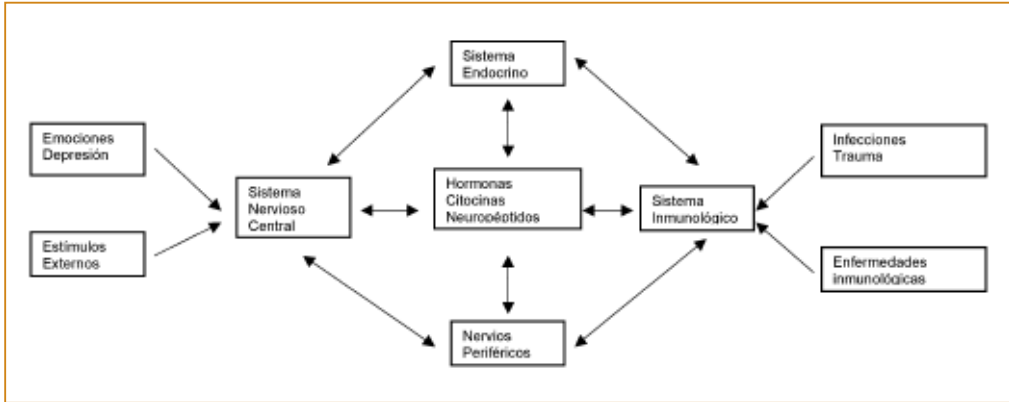 Sistema
Endocrino
Emociones
Depresión
Infecciones
Trauma
Sistema
Nervioso
Central
Hormonas
Citocinas
Neuropéptidos
Sistema
Inmunológico
Estímulos
Externos
Enfermedades
inmunológicas
Nervios
Periféricos